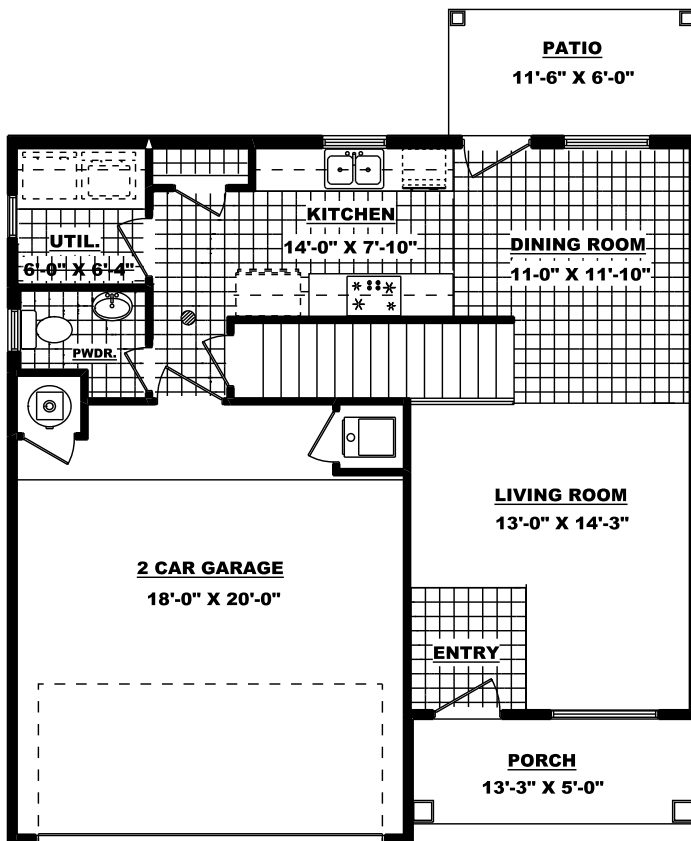 PATIO
11'-6" X 6'-0"
KITCHEN
14'-0" X 7'-10"
UTIL.
6'-0" X 6'-4"
DINING ROOM
11-0" X 11'-10"
PWDR.
LIVING ROOM
13'-0" X 14'-3"
2 CAR GARAGE
18'-0" X 20'-0"
ENTRY
PORCH
13'-3" X 5'-0"